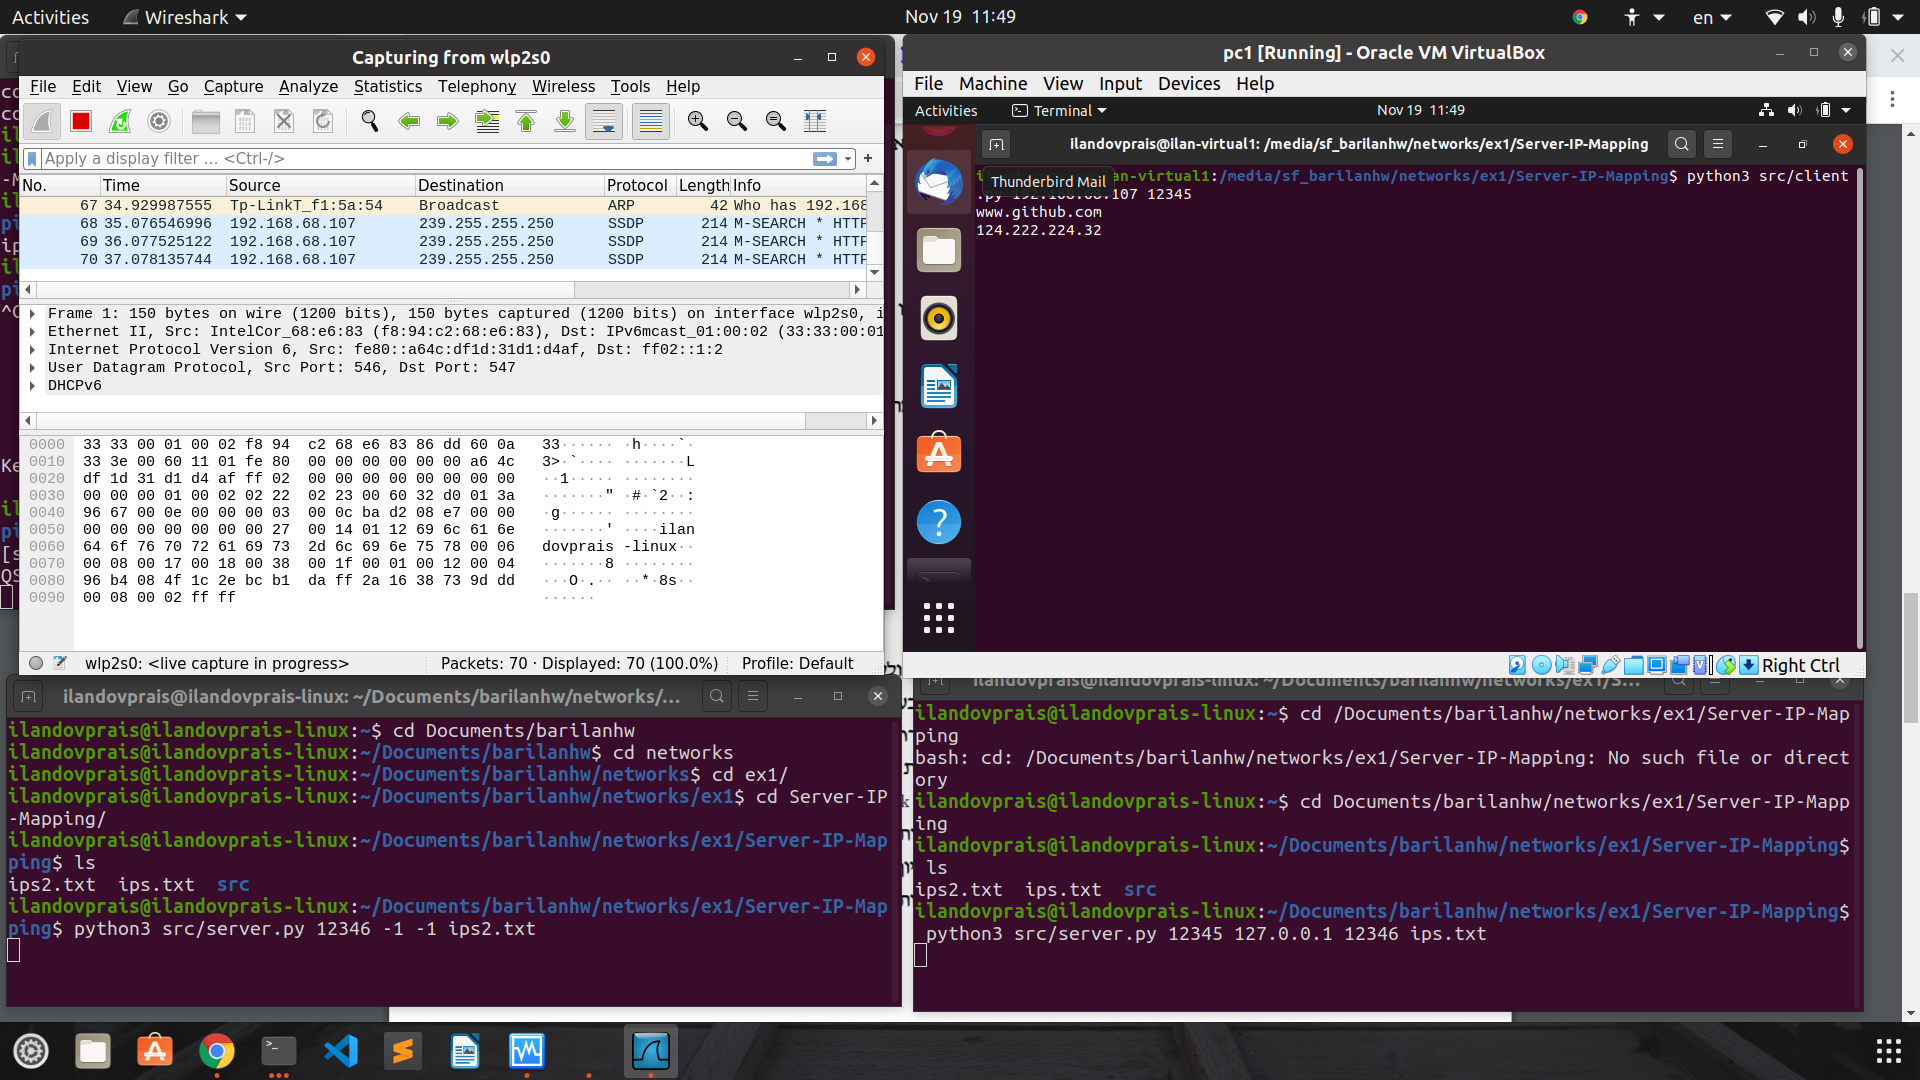 Activities
Wireshark
Nov 19  11:49
en
Capturing from wlp2s0
File Edit View Go Capture Analyze Statistics Telephony Wireless Tools Help
Apply a display filter ... <Ctrl-/>
No. Time Source Destination Protocol Length Info
67 34.929987555 Tp-LinkT_f1:5a:54 Broadcast ARP 42 Who has 192.168
68 35.076546996 192.168.68.107 239.255.255.250 SSDP 214 M-SEARCH * HTTP
69 36.077525122 192.168.68.107 239.255.255.250 SSDP 214 M-SEARCH * HTTP
70 37.078135744 192.168.68.107 239.255.255.250 SSDP 214 M-SEARCH * HTTP
Frame 1: 150 bytes on wire (1200 bits), 150 bytes captured (1200 bits) on interface wlp2s0, i
Ethernet II, Src: IntelCor_68:e6:83 (f8:94:c2:68:e6:83), Dst: IPv6mcast_01:00:02 (33:33:00:01
Internet Protocol Version 6, Src: fe80::a64c:df1d:31d1:d4af, Dst: ff02::1:2
User Datagram Protocol, Src Port: 546, Dst Port: 547
DHCPv6
0000 33 33 00 01 00 02 f8 94 c2 68 e6 83 86 dd 60 0a 33······ ·h····`·
0010 33 3e 00 60 11 01 fe 80 00 00 00 00 00 00 a6 4c 3>·`···· ·······L
0020 df 1d 31 d1 d4 af ff 02 00 00 00 00 00 00 00 00 ··1····· ········
0030 00 00 00 01 00 02 02 22 02 23 00 60 32 d0 01 3a ·······" ·#·`2··:
0040 96 67 00 0e 00 00 00 03 00 0c ba d2 08 e7 00 00 ·g······ ········
0050 00 00 00 00 00 00 00 27 00 14 01 12 69 6c 61 6e ·······' ····ilan
0060 64 6f 76 70 72 61 69 73 2d 6c 69 6e 75 78 00 06 dovprais -linux··
0070 00 08 00 17 00 18 00 38 00 1f 00 01 00 12 00 04 ·······8 ········
0080 96 b4 08 4f 1c 2e bc b1 da ff 2a 16 38 73 9d dd ···O·.·· ··*·8s··
0090 00 08 00 02 ff ff ······
wlp2s0: <live capture in progress>
Packets: 70 · Displayed: 70 (100.0%)
Profile: Default
pc1 [Running] - Oracle VM VirtualBox
File Machine View Input Devices Help
Activities
Terminal
Nov 19  11:49
ilandovprais@ilan-virtual1: /media/sf_barilanhw/networks/ex1/Server-IP-Mapping
Thunderbird Mail
an-virtual1:/media/sf_barilanhw/networks/ex1/Server-IP-Mapping$ python3 src/client
.py 192.168.68.107 12345
www.github.com
124.222.224.32
Right Ctrl
ilandovprais@ilandovprais-linux: ~/Documents/barilanhw/networks/...
ilandovprais@ilandovprais-linux:~$ cd Documents/barilanhw
ilandovprais@ilandovprais-linux:~/Documents/barilanhw$ cd networks
ilandovprais@ilandovprais-linux:~/Documents/barilanhw/networks$ cd ex1/
ilandovprais@ilandovprais-linux:~/Documents/barilanhw/networks/ex1$ cd Server-IP
-Mapping/
ilandovprais@ilandovprais-linux:~/Documents/barilanhw/networks/ex1/Server-IP-Map
ping$ ls
ips2.txt  ips.txt  src
ilandovprais@ilandovprais-linux:~/Documents/barilanhw/networks/ex1/Server-IP-Map
ping$ python3 src/server.py 12346 -1 -1 ips2.txt
ilandovprais@ilandovprais-linux: ~/Documents/barilanhw/networks/ex1/S...
ilandovprais@ilandovprais-linux:~$ cd /Documents/barilanhw/networks/ex1/Server-IP-Map
ping
bash: cd: /Documents/barilanhw/networks/ex1/Server-IP-Mapping: No such file or direct
ory
ilandovprais@ilandovprais-linux:~$ cd Documents/barilanhw/networks/ex1/Server-IP-Mapp
ing
ilandovprais@ilandovprais-linux:~/Documents/barilanhw/networks/ex1/Server-IP-Mapping$
ls
ips2.txt  ips.txt  src
ilandovprais@ilandovprais-linux:~/Documents/barilanhw/networks/ex1/Server-IP-Mapping$
python3 src/server.py 12345 127.0.0.1 12346 ips.txt